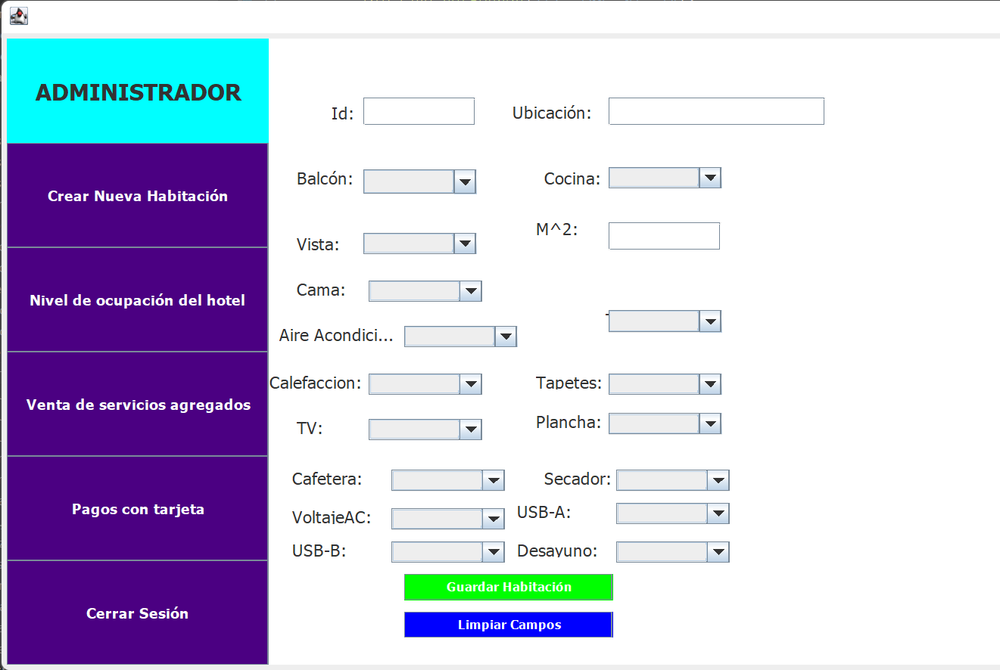 ADMINISTRADOR
Crear Nueva Habitación
Nivel de ocupación del hotel
Venta de servicios agregados
Pagos con tarjeta
Cerrar Sesión
Id:
Ubicación:
Balcón:
Cocina:
Vista:
M^2:
Cama:
Aire Acondici...
Calefaccion:
Tapetes:
TV:
Plancha:
Cafetera:
Secador:
VoltajeAC:
USB-A:
USB-B:
Desayuno:
Guardar Habitación
Limpiar Campos